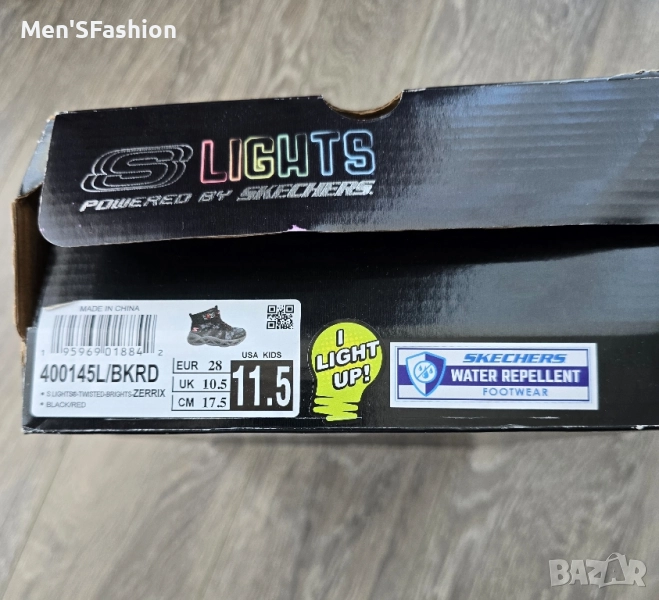 Men'SFashion
S LIGHTS
POWERED BY SKECHERS.
MADE IN CHINA
1 95969 01884 2
400145L/BKRD
• S LIGHTS®-TWISTED-BRIGHTS-ZERRIX
• BLACK/RED
EUR 28
UK 10.5
CM 17.5
USA KIDS
11.5
I
LIGHT
UP!
SKECHERS
WATER REPELLENT
FOOTWEAR
BAZAR